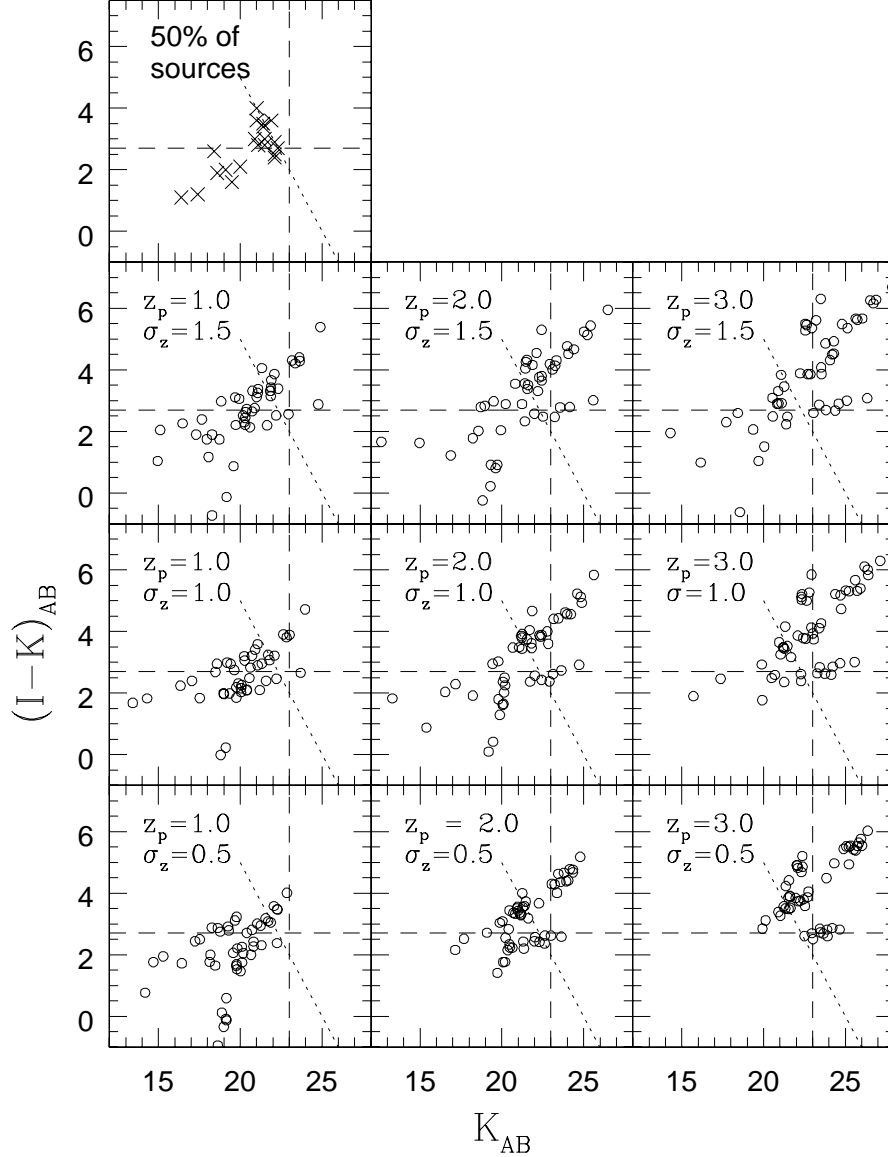 50% of
sources
6
4
2
0
z_p=1.0
σ_z=1.5
z_p=2.0
σ_z=1.5
z_p=3.0
σ_z=1.5
6
4
2
0
z_p=1.0
σ_z=1.0
z_p=2.0
σ_z=1.0
z_p=3.0
σ=1.0
6
4
2
0
z_p=1.0
σ_z=0.5
z_p = 2.0
σ_z=0.5
z_p=3.0
σ_z=0.5
6
4
2
0
(I−K)_AB
15 20 25 15 20 25 15 20 25
K_AB